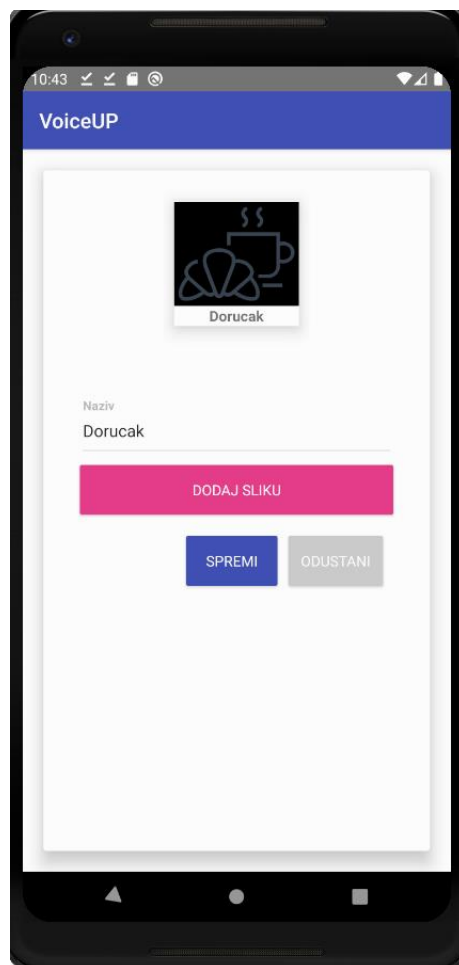 10:43
VoiceUP
Dorucak
Naziv
Dorucak
DODAJ SLIKU
SPREMI ODUSTANI